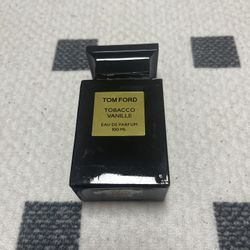 TOM FORD
TOBACCO
VANILLE
EAU DE PARFUM
100 ML